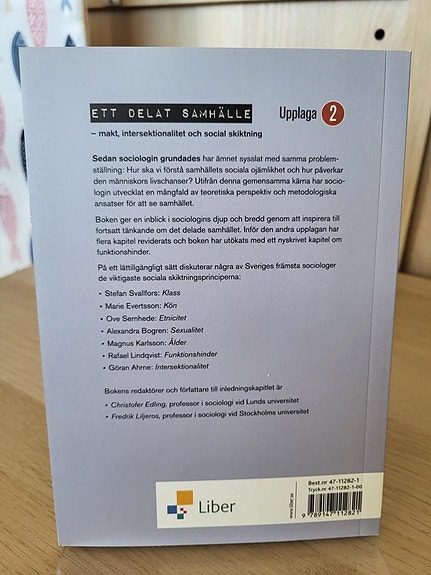 ETT DELAT SAMHÄLLE
Upplaga 2
– makt, intersektionalitet och social skiktning
Sedan sociologin grundades har ämnet sysslat med samma problem-
ställning: Hur ska vi förstå samhällets sociala ojämlikhet och hur påverkar
den människors livschanser? Utifrån denna gemensamma kärna har socio-
login utvecklat en mångfald av teoretiska perspektiv och metodologiska
ansatser för att se samhället.
Boken ger en inblick i sociologins djup och bredd genom att inspirera till
fortsatt tänkande om det delade samhället. Inför den andra upplagan har
flera kapitel reviderats och boken har utökats med ett nyskrivet kapitel om
funktionshinder.
På ett lättillgängligt sätt diskuterar några av Sveriges främsta sociologer
de viktigaste sociala skiktningsprinciperna:
• Stefan Svallfors: Klass
• Marie Evertsson: Kön
• Ove Sernhede: Etnicitet
• Alexandra Bogren: Sexualitet
• Magnus Karlsson: Ålder
• Rafael Lindqvist: Funktionshinder
• Göran Ahrne: Intersektionalitet
Bokens redaktörer och författare till inledningskapitlet är
• Christofer Edling, professor i sociologi vid Lunds universitet
• Fredrik Liljeros, professor i sociologi vid Stockholms universitet
Liber
www.liber.se
Best.nr 47-11282-1
Tryck.nr 47-11282-1-00
9 789147 112821